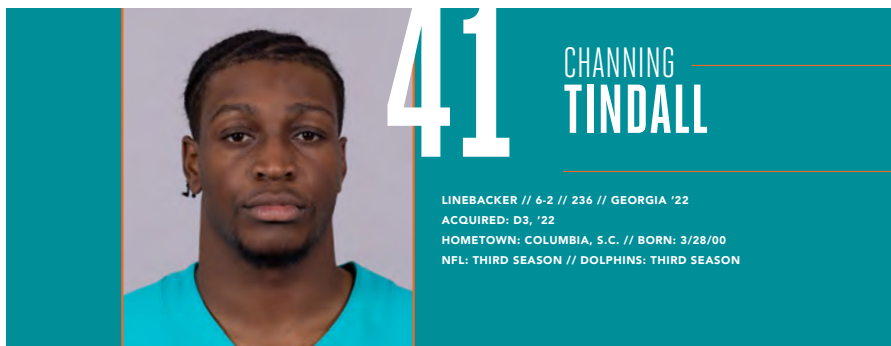 41
CHANNING
TINDALL
LINEBACKER // 6-2 // 236 // GEORGIA ’22
ACQUIRED: D3, ’22
HOMETOWN: COLUMBIA, S.C. // BORN: 3/28/00
NFL: THIRD SEASON // DOLPHINS: THIRD SEASON